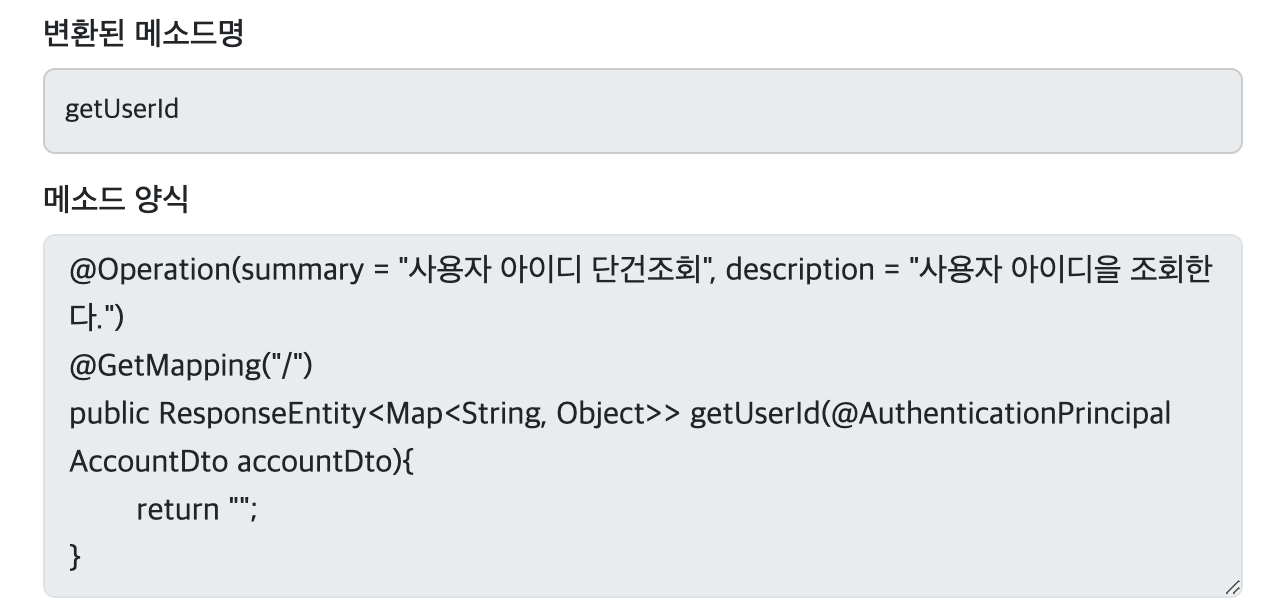 변환된 메소드명
getUserId
메소드 양식
@Operation(summary = "사용자 아이디 단건조회", description = "사용자 아이디을 조회한
다.")
@GetMapping("/")
public ResponseEntity<Map<String, Object>> getUserId(@AuthenticationPrincipal
AccountDto accountDto){
return "";
}